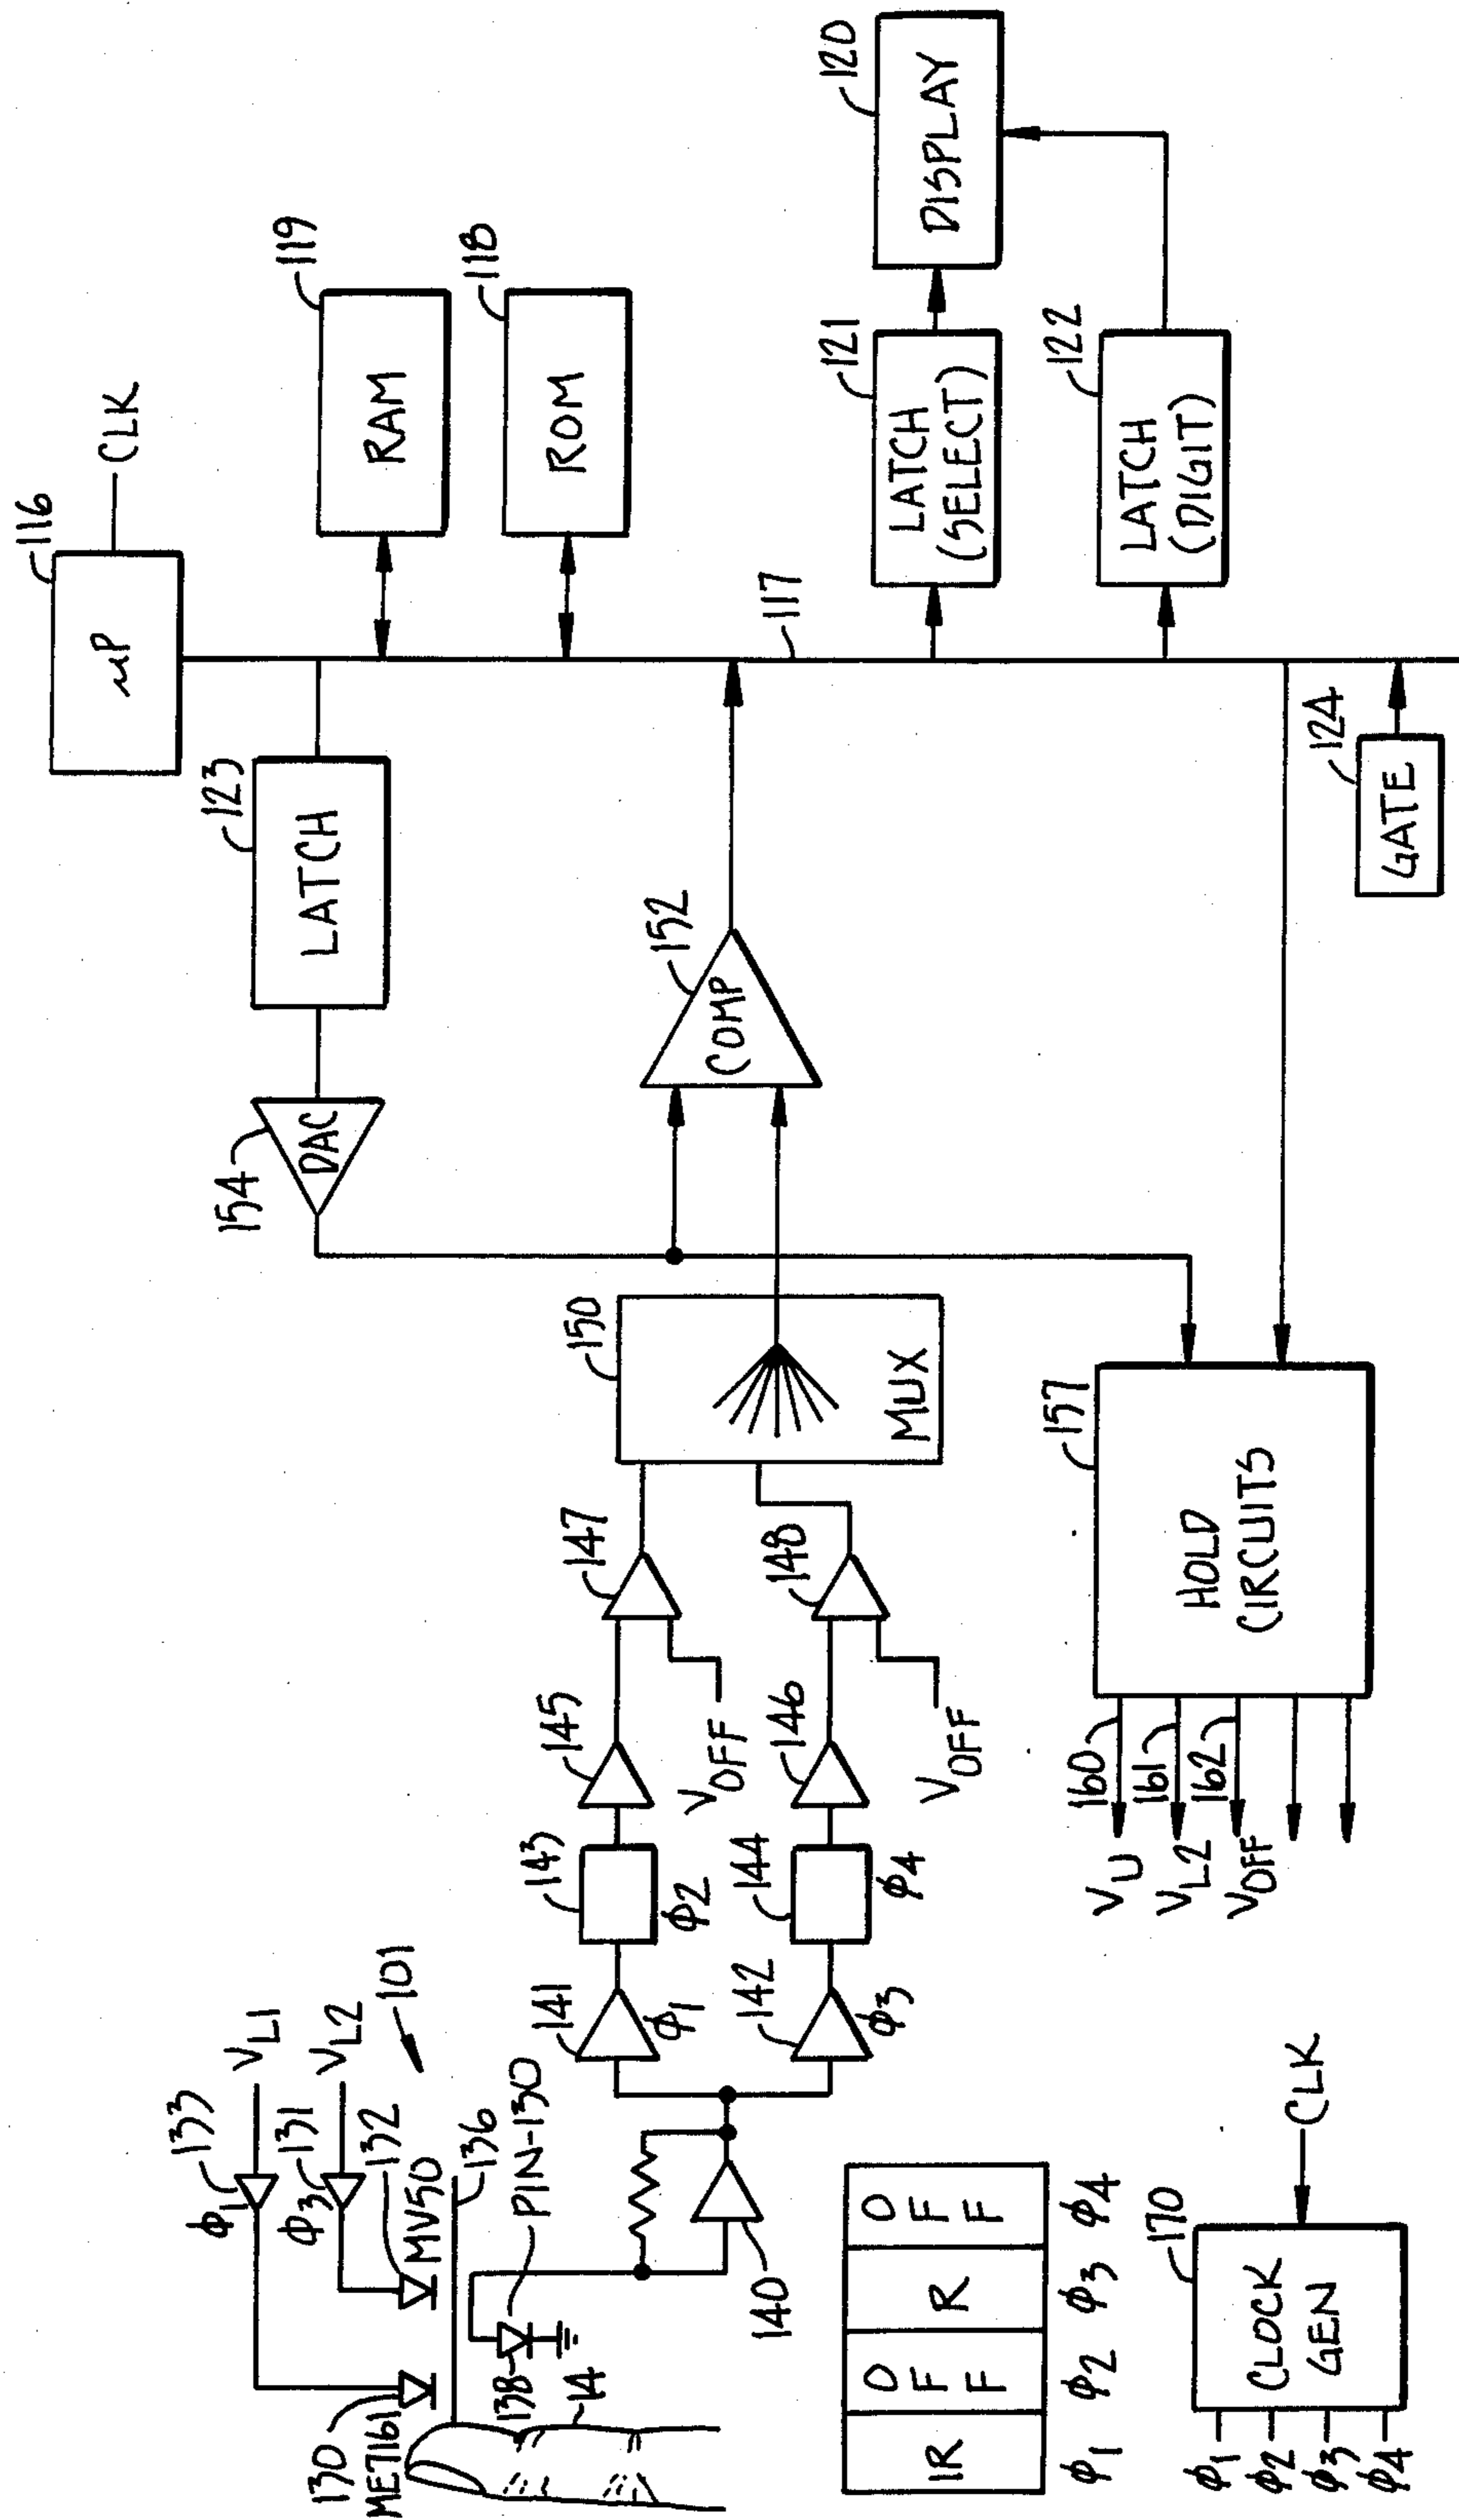 130
ME7161
133
Φ1
VL1
131
Φ3
VL2
132
MV50
101
136
PIN-130
138
14
140
141
Φ1
142
Φ3
143
Φ2
144
Φ4
145
146
VOFF
VOFF
147
148
150
MUX
154
DAC
123
LATCH
152
COMP
116
μP
CLK
119
RAM
118
ROM
117
121
LATCH
(SELECT)
122
LATCH
(DIGIT)
120
DISPLAY
124
GATE
157
HOLD
CIRCUITS
160
161
162
VU
VL2
VOFF
IR
OFF
R
OFF
Φ1
Φ2
Φ3
Φ4
170
CLOCK
GEN
CLK
Φ1
Φ2
Φ3
Φ4